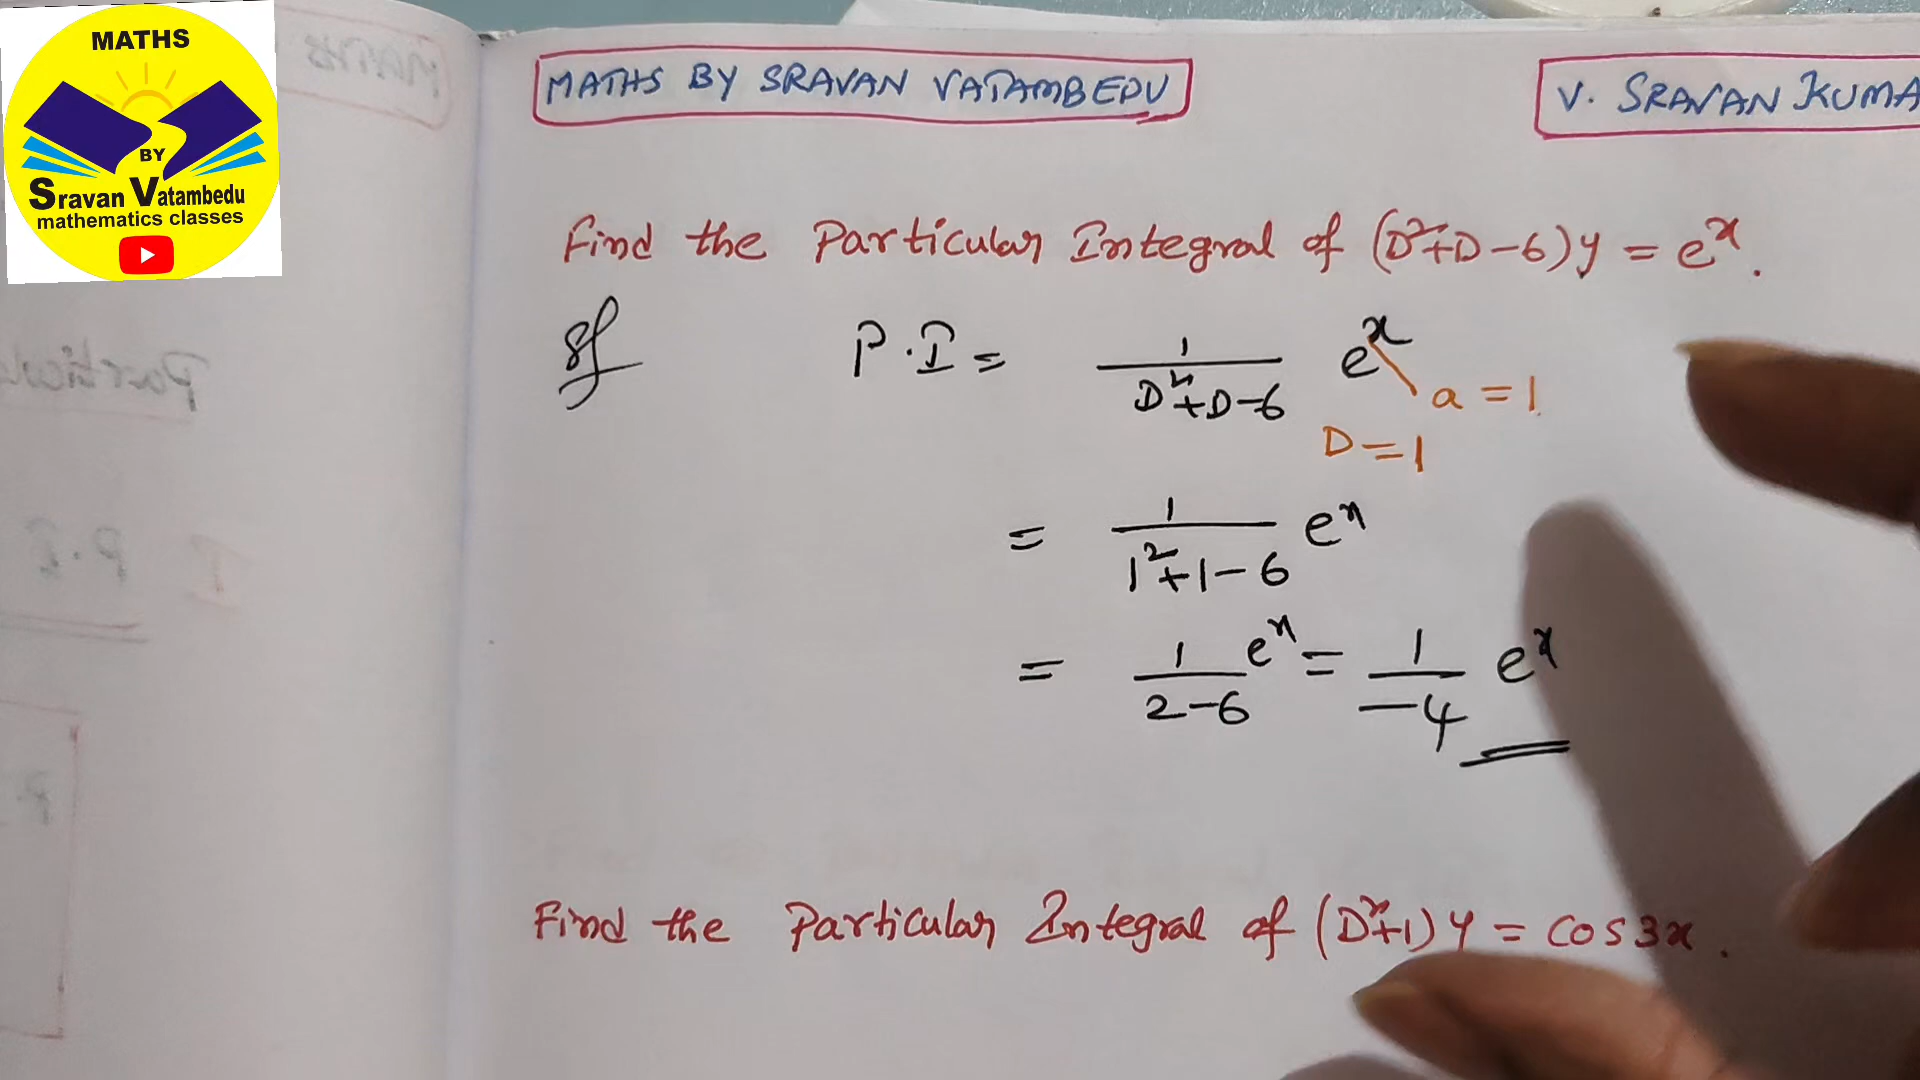 MATHS
BY
Sravan Vatambedu
mathematics classes
MATHS BY SRAVAN VATAMBEDU
V. SRAVAN KUMA
Find the Particular Integral of (D²+D-6)y = eˣ.
Sol
P.I = 1/(D²+D-6) eˣ
a = 1
D = 1
= 1/(1²+1-6) eˣ
= 1/(2-6) eˣ = 1/-4 eˣ
Find the Particular Integral of (D²+1)y = cos3x.